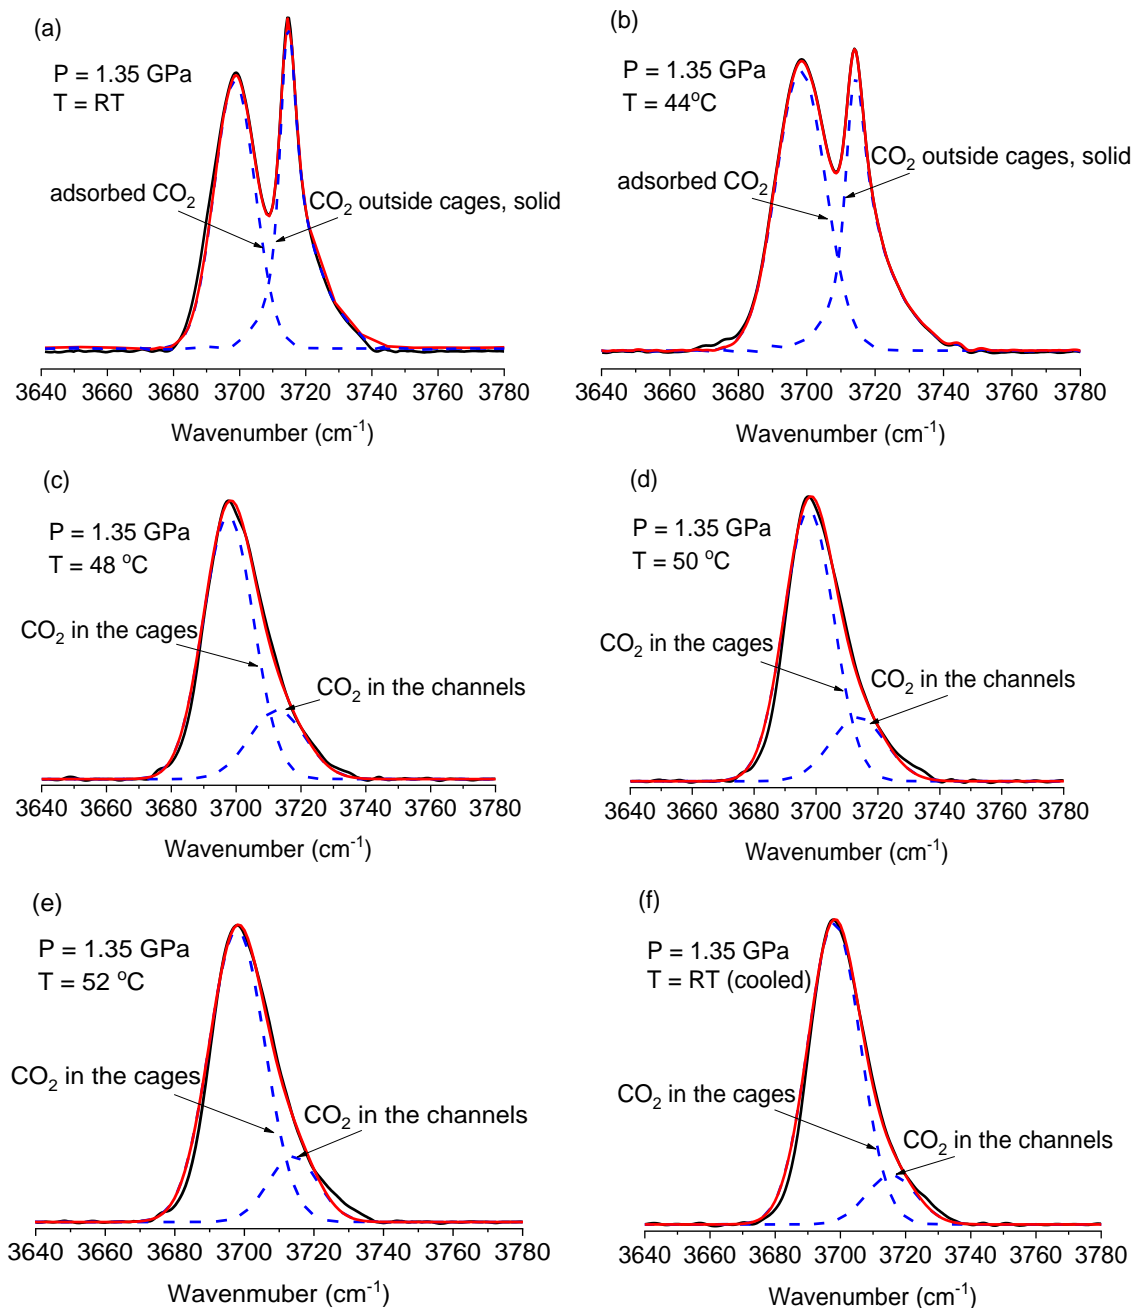 (a)
P = 1.35 GPa
T = RT
adsorbed CO2
CO2 outside cages, solid
3640 3660 3680 3700 3720 3740 3760 3780
Wavenumber (cm-1)
(b)
P = 1.35 GPa
T = 44oC
CO2 outside cages, solid
adsorbed CO2
3640 3660 3680 3700 3720 3740 3760 3780
Wavenumber (cm-1)
(c)
P = 1.35 GPa
T = 48 oC
CO2 in the cages
CO2 in the channels
3640 3660 3680 3700 3720 3740 3760 3780
Wavenumber (cm-1)
(d)
P = 1.35 GPa
T = 50 oC
CO2 in the cages
CO2 in the channels
3640 3660 3680 3700 3720 3740 3760 3780
Wavenumber (cm-1)
(e)
P = 1.35 GPa
T = 52 oC
CO2 in the cages
CO2 in the channels
3640 3660 3680 3700 3720 3740 3760 3780
Wavenmuber (cm-1)
(f)
P = 1.35 GPa
T = RT (cooled)
CO2 in the cages
CO2 in the channels
3640 3660 3680 3700 3720 3740 3760 3780
Wavenumber (cm-1)